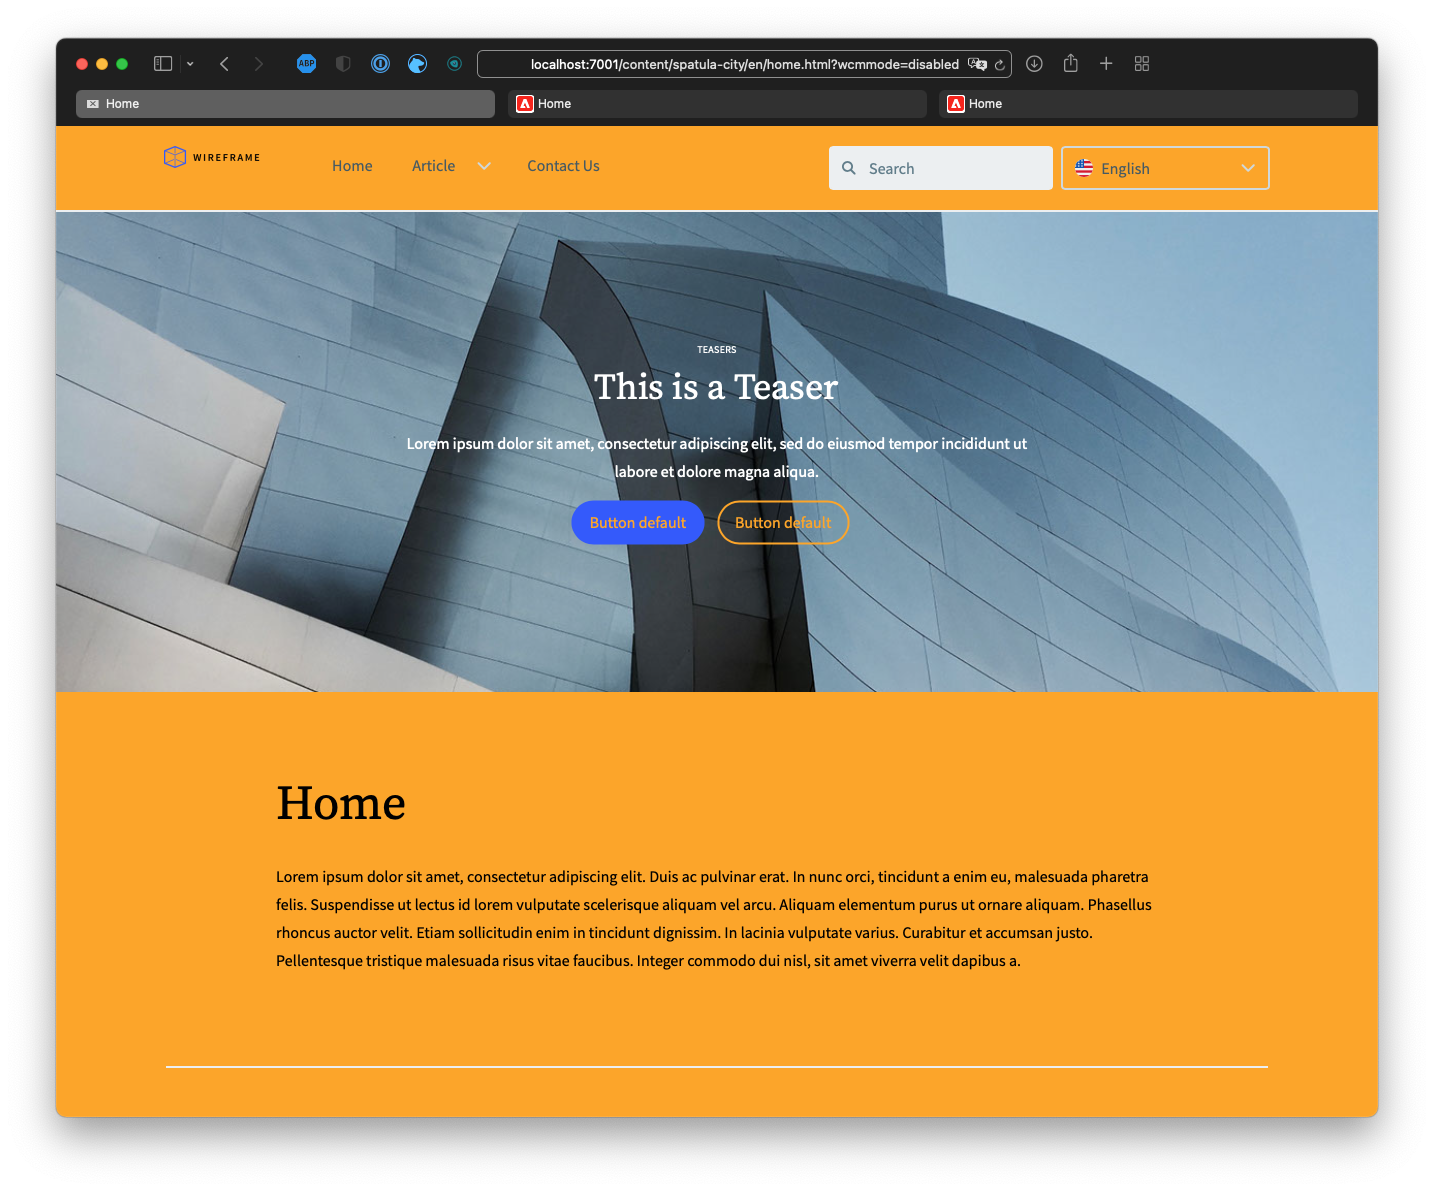 ABP
localhost:7001/content/spatula-city/en/home.html?wcmmode=disabled
Home
Home
Home
WIREFRAME
Home
Article
Contact Us
Search
English
TEASERS
This is a Teaser
Lorem ipsum dolor sit amet, consectetur adipiscing elit, sed do eiusmod tempor incididunt ut
labore et dolore magna aliqua.
Button default
Button default
Home
Lorem ipsum dolor sit amet, consectetur adipiscing elit. Duis ac pulvinar erat. In nunc orci, tincidunt a enim eu, malesuada pharetra
felis. Suspendisse ut lectus id lorem vulputate scelerisque aliquam vel arcu. Aliquam elementum purus ut ornare aliquam. Phasellus
rhoncus auctor velit. Etiam sollicitudin enim in tincidunt dignissim. In lacinia vulputate varius. Curabitur et accumsan justo.
Pellentesque tristique malesuada risus vitae faucibus. Integer commodo dui nisl, sit amet viverra velit dapibus a.